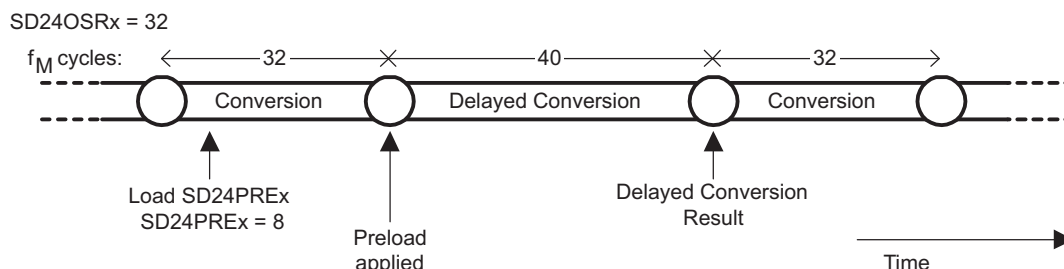 SD24OSRx = 32
fM cycles:
32
40
32
Conversion
Delayed Conversion
Conversion
Load SD24PREx
SD24PREx = 8
Delayed Conversion
Result
Preload
applied
Time